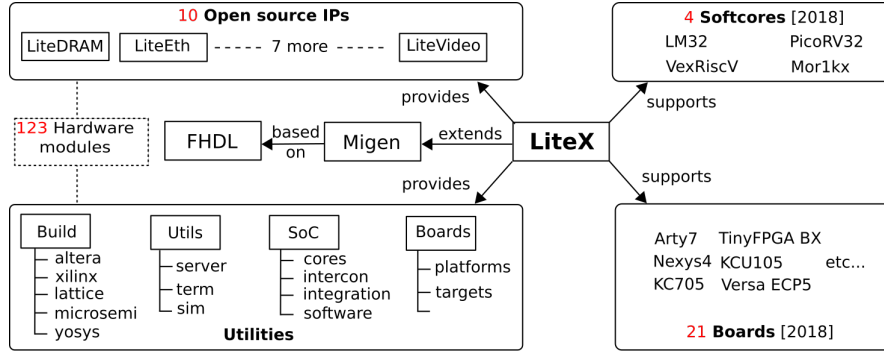 10 Open source IPs
LiteDRAM
LiteEth
7 more
LiteVideo
4 Softcores [2018]
LM32
PicoRV32
VexRiscV
Mor1kx
provides
supports
123 Hardware
modules
FHDL
based
on
Migen
extends
LiteX
provides
supports
Build
altera
xilinx
lattice
microsemi
yosys
Utils
server
term
sim
SoC
cores
intercon
integration
software
Boards
platforms
targets
Utilities
Arty7
TinyFPGA BX
Nexys4
KCU105
etc...
KC705
Versa ECP5
21 Boards [2018]